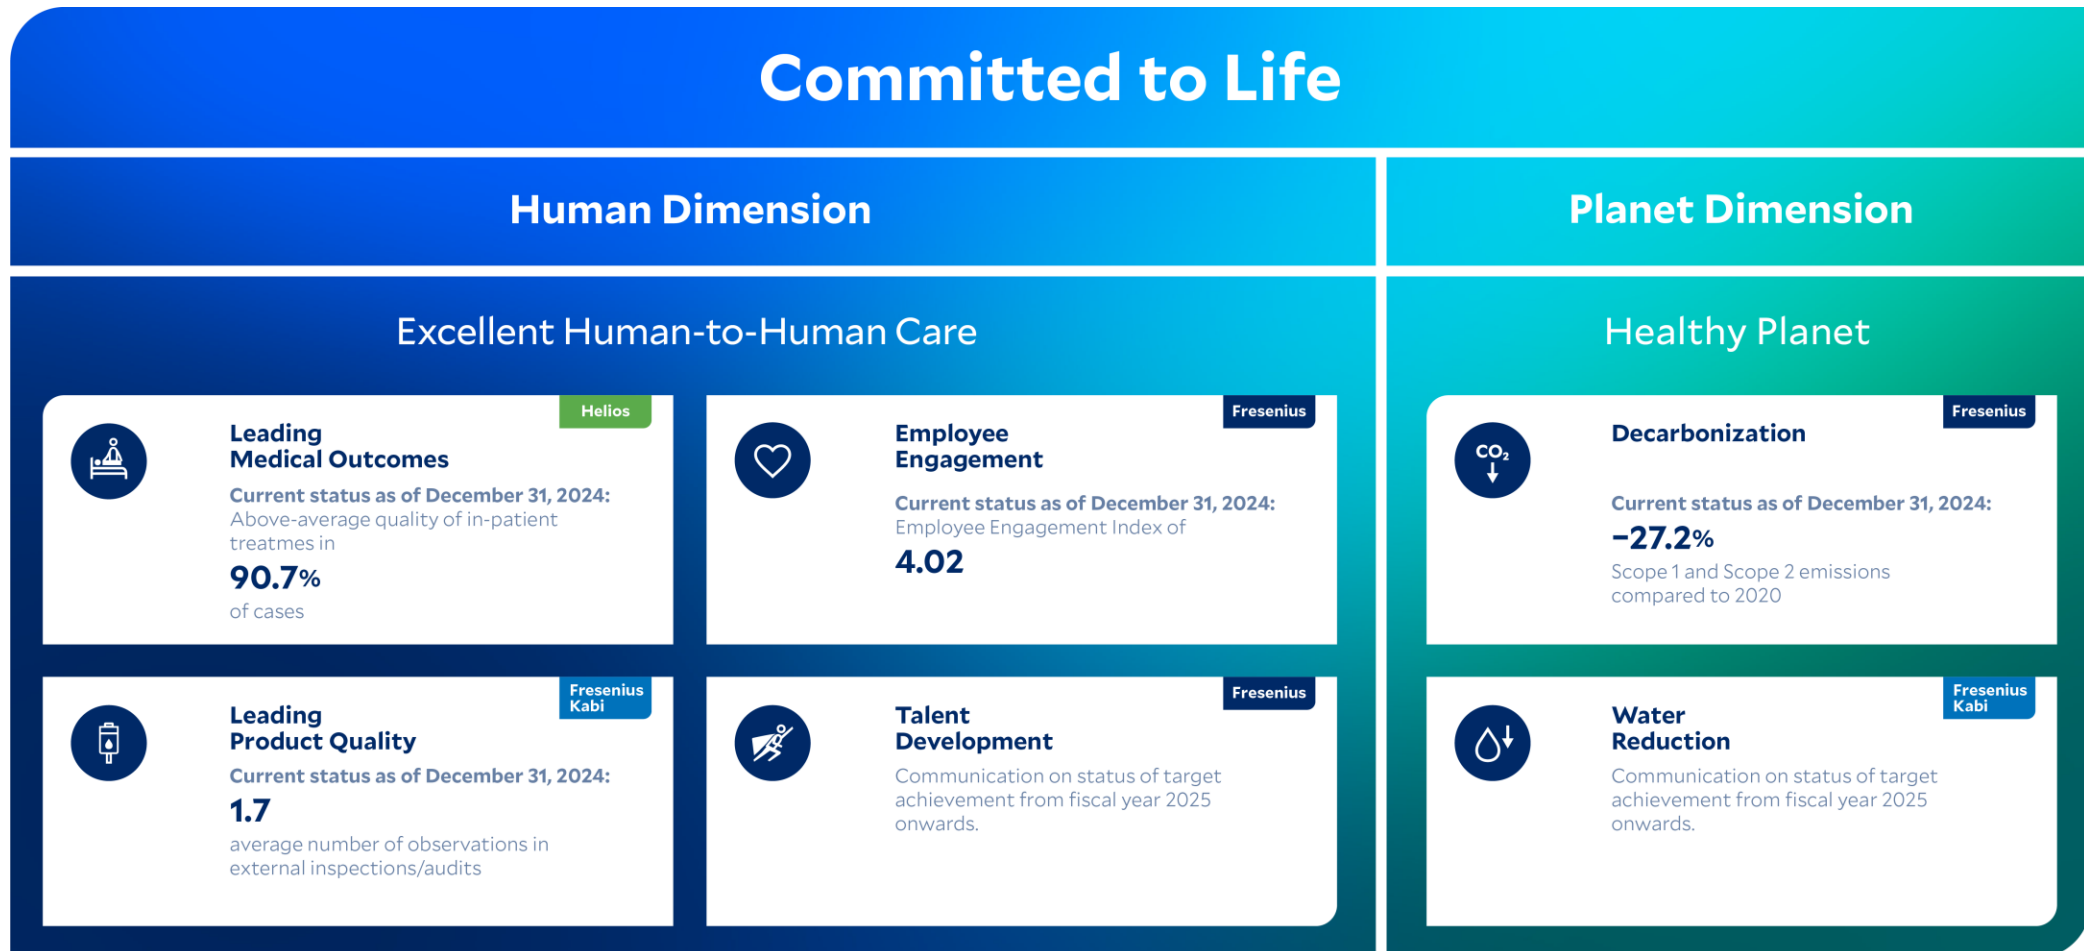 Committed to Life
Human Dimension
Excellent Human-to-Human Care
Helios
Leading
Medical Outcomes
Current status as of December 31, 2024:
Above-average quality of in-patient
treatmes in
90.7%
of cases
Fresenius
Employee
Engagement
Current status as of December 31, 2024:
Employee Engagement Index of
4.02
Fresenius
Kabi
Leading
Product Quality
Current status as of December 31, 2024:
1.7
average number of observations in
external inspections/audits
Fresenius
Talent
Development
Communication on status of target
achievement from fiscal year 2025
onwards.
Planet Dimension
Healthy Planet
Fresenius
CO₂
Decarbonization
Current status as of December 31, 2024:
−27.2%
Scope 1 and Scope 2 emissions
compared to 2020
Fresenius
Kabi
Water
Reduction
Communication on status of target
achievement from fiscal year 2025
onwards.